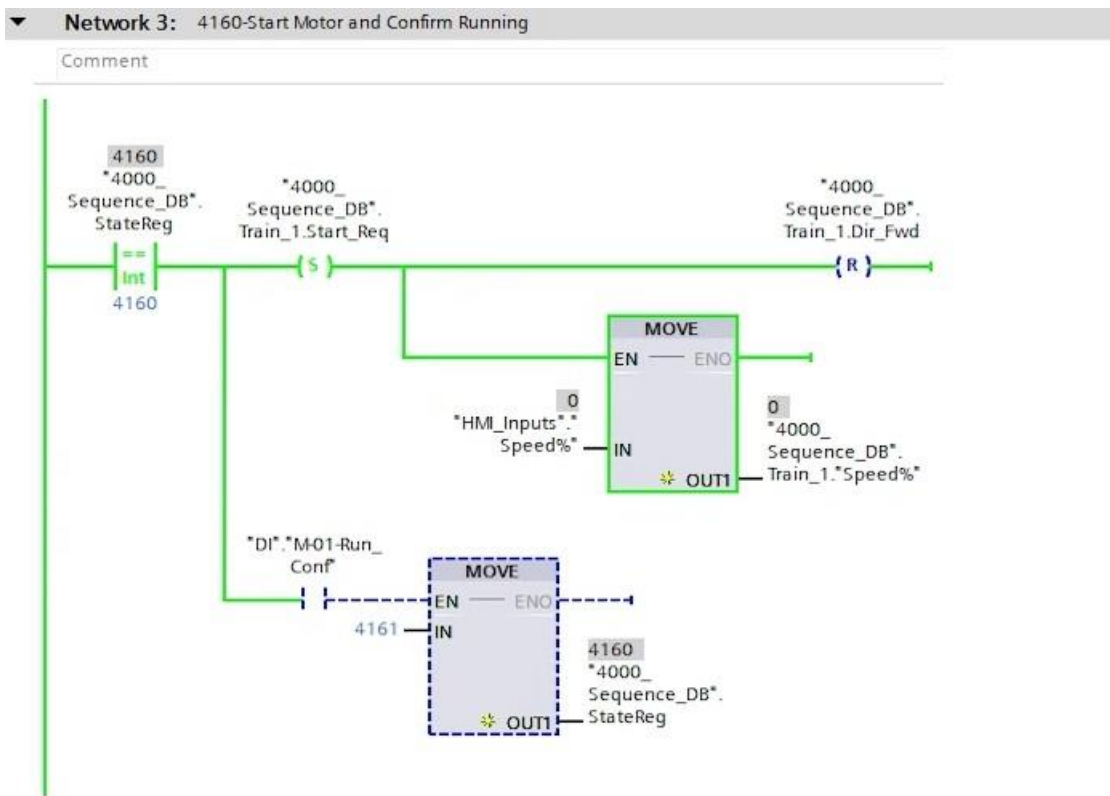 Network 3: 4160-Start Motor and Confirm Running
Comment
4160
"4000_
Sequence_DB".
StateReg
==
Int
4160
"4000_
Sequence_DB".
Train_1.Start_Req
S
"4000_
Sequence_DB".
Train_1.Dir_Fwd
R
MOVE
EN ENO
0
"HMI_Inputs"."
Speed%"
IN
OUT1
0
"4000_
Sequence_DB".
Train_1."Speed%"
"DI"."M-01-Run_
Conf"
MOVE
EN ENO
4161
IN
OUT1
4160
"4000_
Sequence_DB".
StateReg